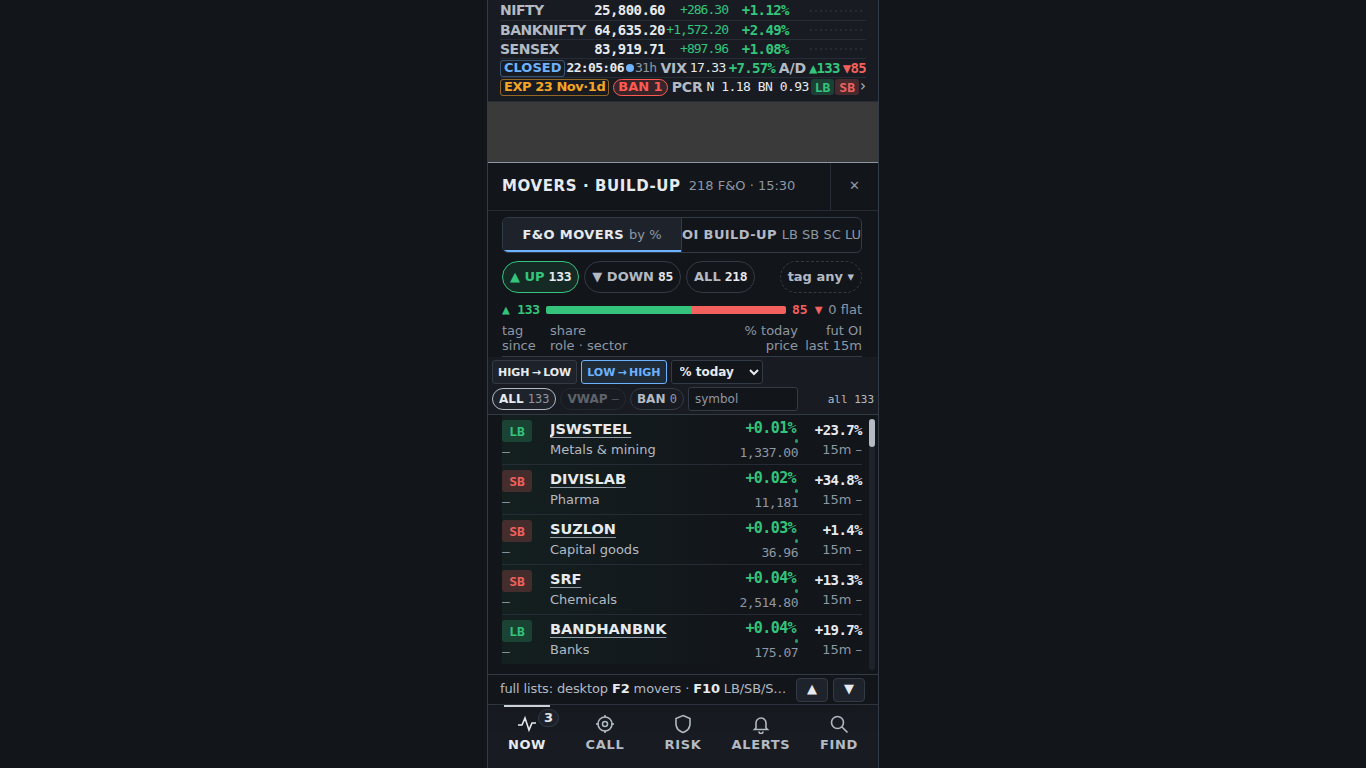 NIFTY 25,800.60 +286.30 +1.12%
BANKNIFTY 64,635.20 +1,572.20 +2.49%
SENSEX 83,919.71 +897.96 +1.08%
CLOSED 22:05:06 31h VIX 17.33 +7.57% A/D ▲133 ▼85
EXP 23 Nov·1d BAN 1 PCR N 1.18 BN 0.93 LB SB ›
MOVERS · BUILD-UP 218 F&O · 15:30 ×
F&O MOVERS by % OI BUILD-UP LB SB SC LU
▲ UP 133 ▼ DOWN 85 ALL 218 tag any ▾
▲ 133 85 ▼ 0 flat
tag share % today fut OI
since role · sector price last 15m
HIGH→LOW LOW→HIGH % today
ALL 133 VWAP – BAN 0 symbol all 133
LB JSWSTEEL +0.01% +23.7%
– Metals & mining 1,337.00 15m –
SB DIVISLAB +0.02% +34.8%
– Pharma 11,181 15m –
SB SUZLON +0.03% +1.4%
– Capital goods 36.96 15m –
SB SRF +0.04% +13.3%
– Chemicals 2,514.80 15m –
LB BANDHANBNK +0.04% +19.7%
– Banks 175.07 15m –
full lists: desktop F2 movers · F10 LB/SB/S… ▲ ▼
3
NOW CALL RISK ALERTS FIND